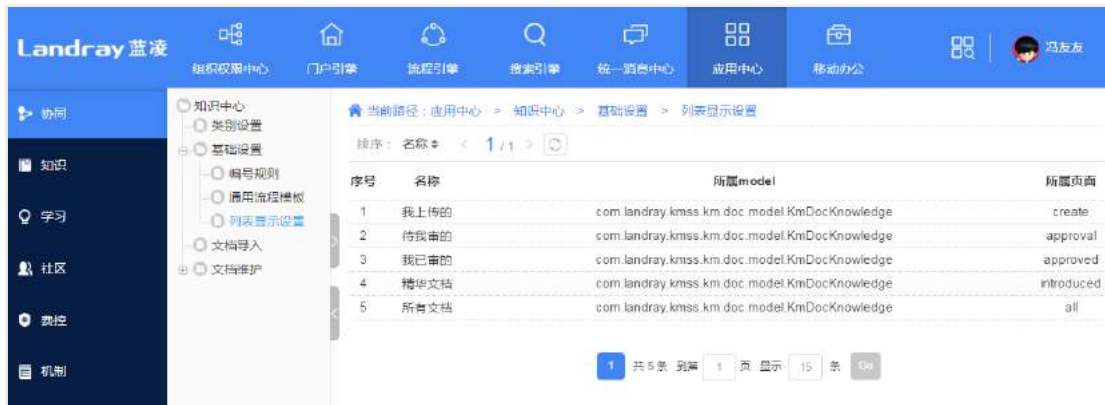 Landray 蓝凌
组织权限中心 门户引擎 流程引擎 搜索引擎 统一消息中心 应用中心 移动办公 冯友友
协同
知识
学习
社区
费控
机制
知识中心
类别设置
基础设置
编号规则
通用流程模板
列表显示设置
文档导入
文档维护
当前路径：应用中心 > 知识中心 > 基础设置 > 列表显示设置
排序： 名称 < 1 / 1 >
序号 名称 所属model 所属页面
1 我上传的 com.landray.kmss.km.doc.model.KmDocKnowledge create
2 待我审的 com.landray.kmss.km.doc.model.KmDocKnowledge approval
3 我已审的 com.landray.kmss.km.doc.model.KmDocKnowledge approved
4 精华文档 com.landray.kmss.km.doc.model.KmDocKnowledge introduced
5 所有文档 com.landray.kmss.km.doc.model.KmDocKnowledge all
1 共5条 到第 1 页 显示 15 条 Go